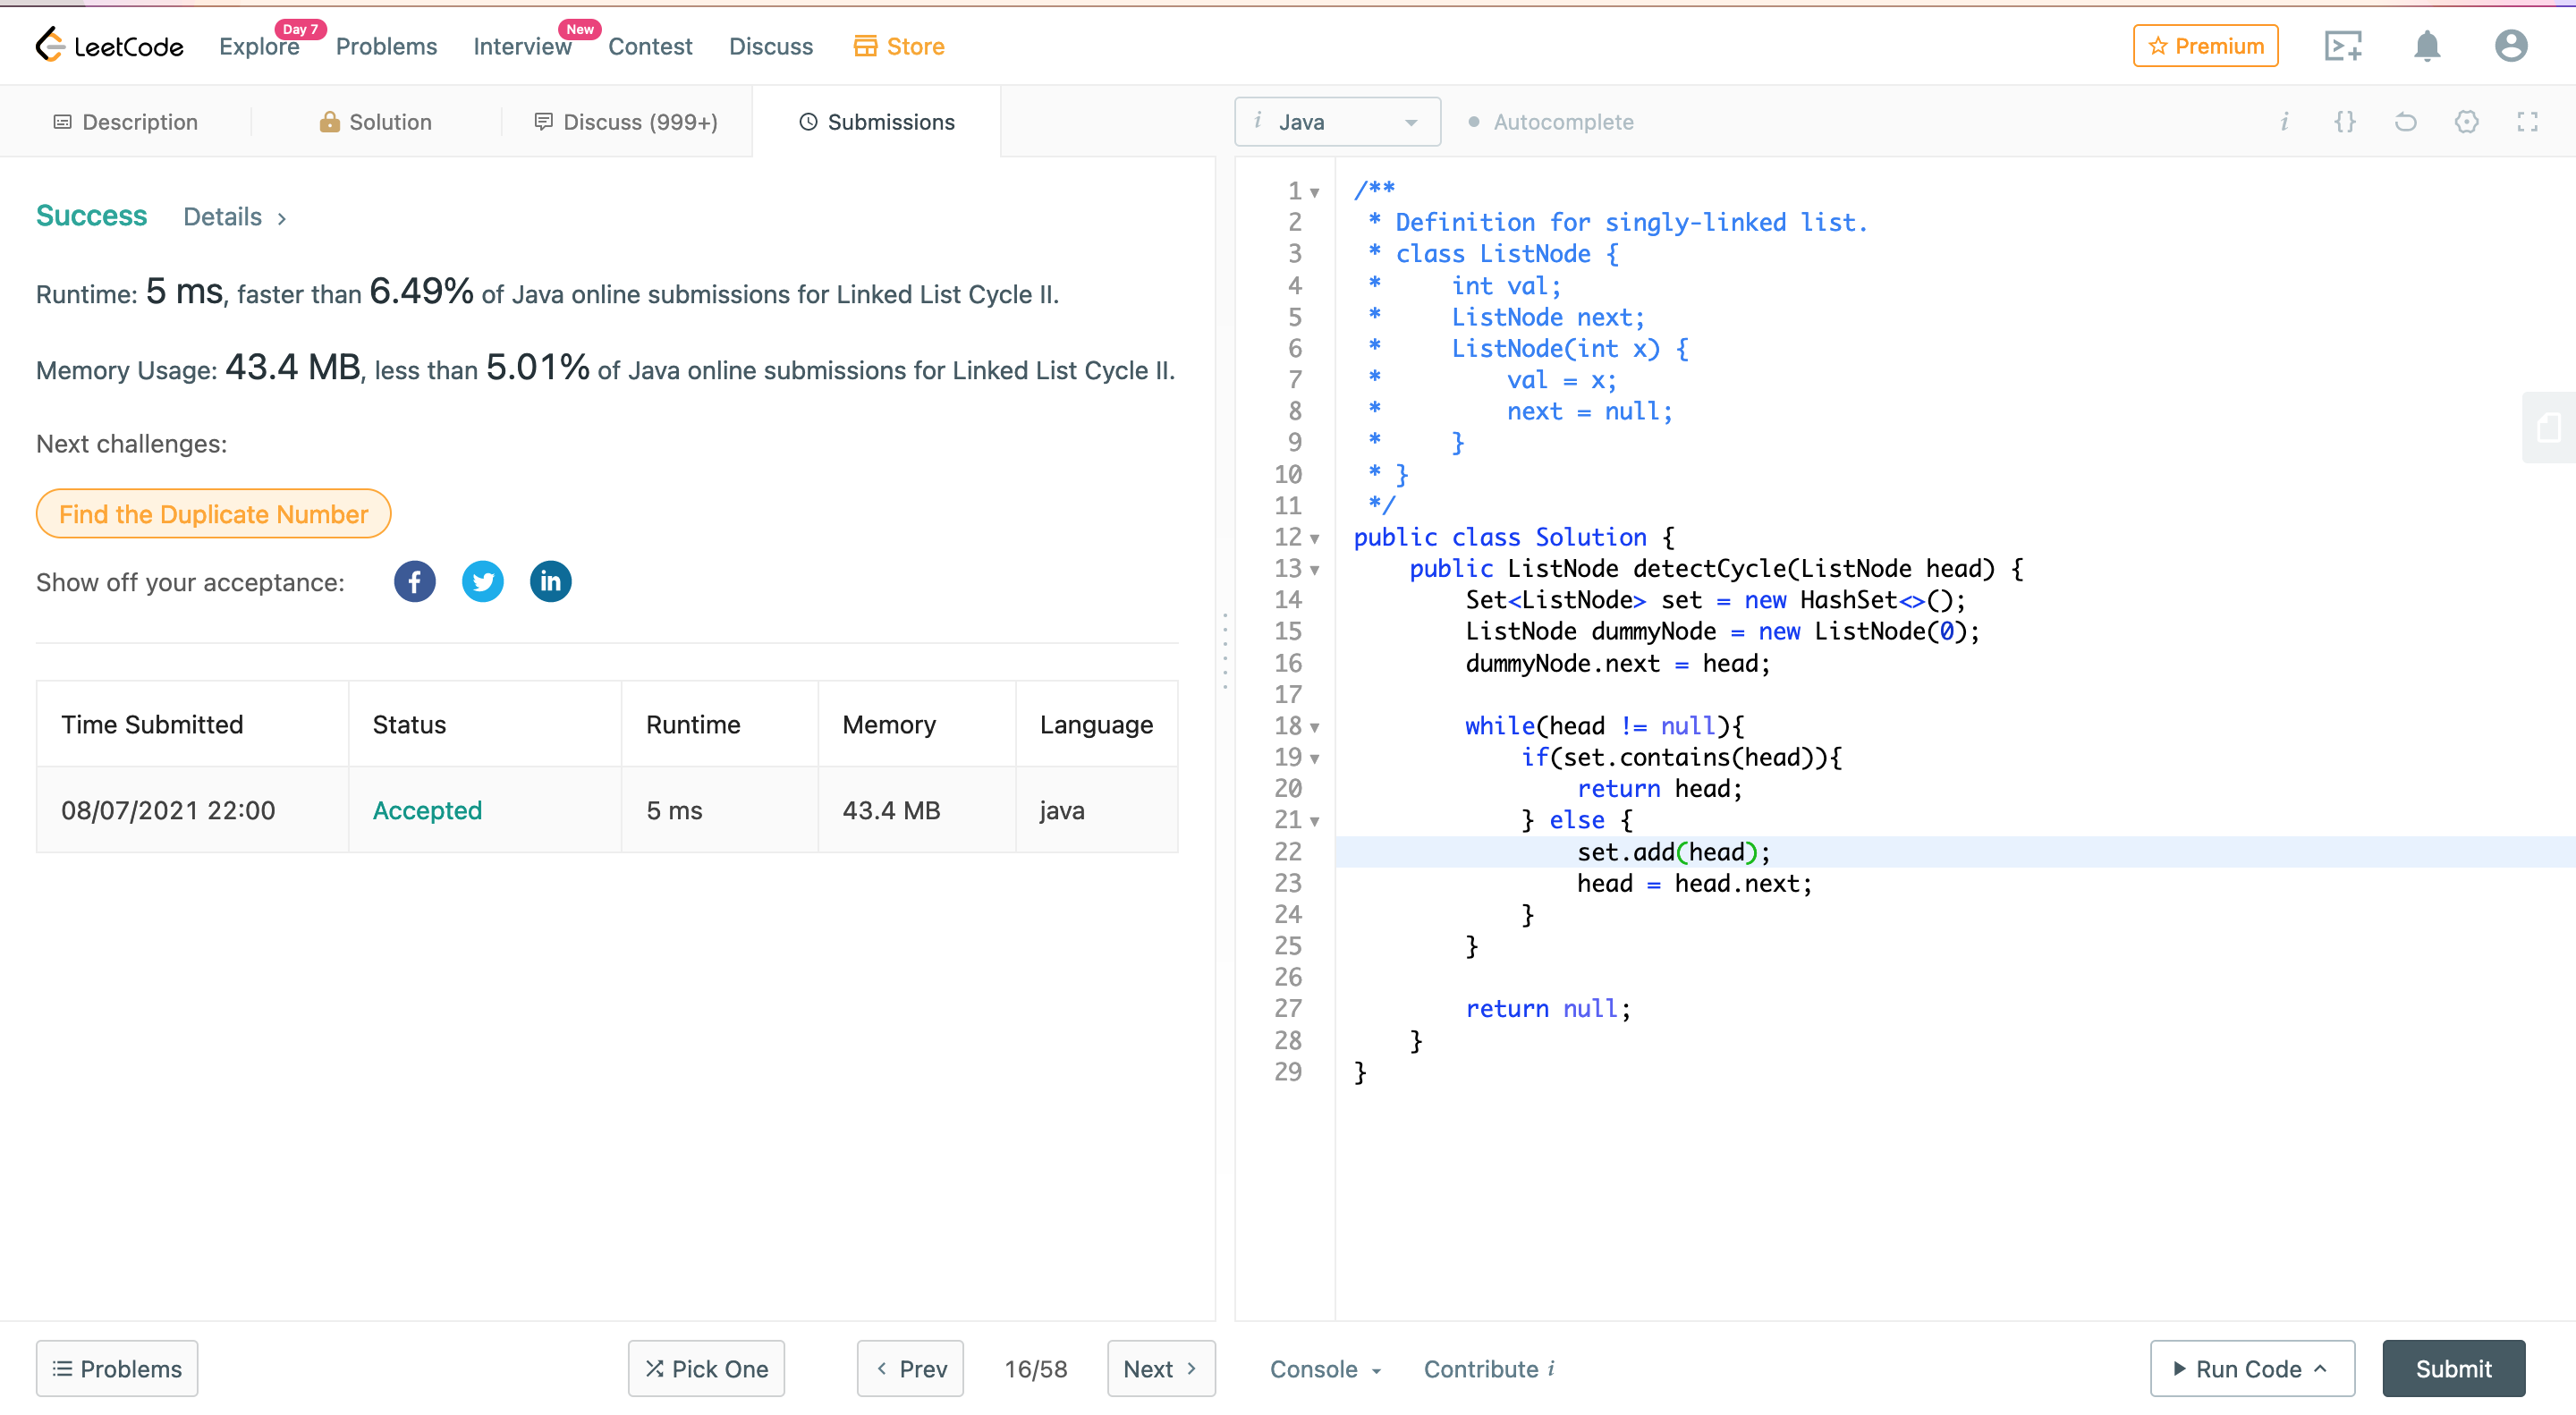 LeetCode Explore Day 7 Problems Interview New Contest Discuss Store Premium
Description Solution Discuss (999+) Submissions
i Java Autocomplete i {}
Success Details >
Runtime: 5 ms, faster than 6.49% of Java online submissions for Linked List Cycle II.
Memory Usage: 43.4 MB, less than 5.01% of Java online submissions for Linked List Cycle II.
Next challenges:
Find the Duplicate Number
Show off your acceptance: f in
Time Submitted Status Runtime Memory Language
08/07/2021 22:00 Accepted 5 ms 43.4 MB java
1 /**
2  * Definition for singly-linked list.
3  * class ListNode {
4  *     int val;
5  *     ListNode next;
6  *     ListNode(int x) {
7  *         val = x;
8  *         next = null;
9  *     }
10  * }
11  */
12 public class Solution {
13     public ListNode detectCycle(ListNode head) {
14         Set<ListNode> set = new HashSet<>();
15         ListNode dummyNode = new ListNode(0);
16         dummyNode.next = head;
17
18         while(head != null){
19             if(set.contains(head)){
20                 return head;
21             } else {
22                 set.add(head);
23                 head = head.next;
24             }
25         }
26
27         return null;
28     }
29 }
Problems Pick One < Prev 16/58 Next > Console Contribute i Run Code Submit